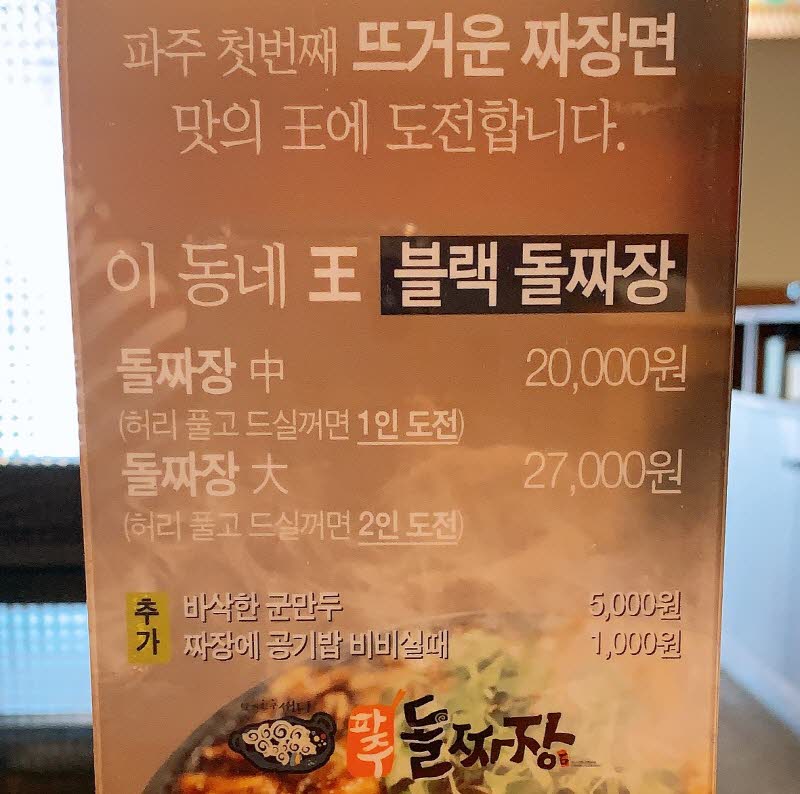 파주 첫번째 뜨거운 짜장면
맛의 王에 도전합니다.
이 동네 王 블랙 돌짜장
돌짜장 中 20,000원
(허리 풀고 드실꺼면 1인 도전)
돌짜장 大 27,000원
(허리 풀고 드실꺼면 2인 도전)
추가
바삭한 군만두 5,000원
짜장에 공기밥 비비실때 1,000원
파주 돌짜장